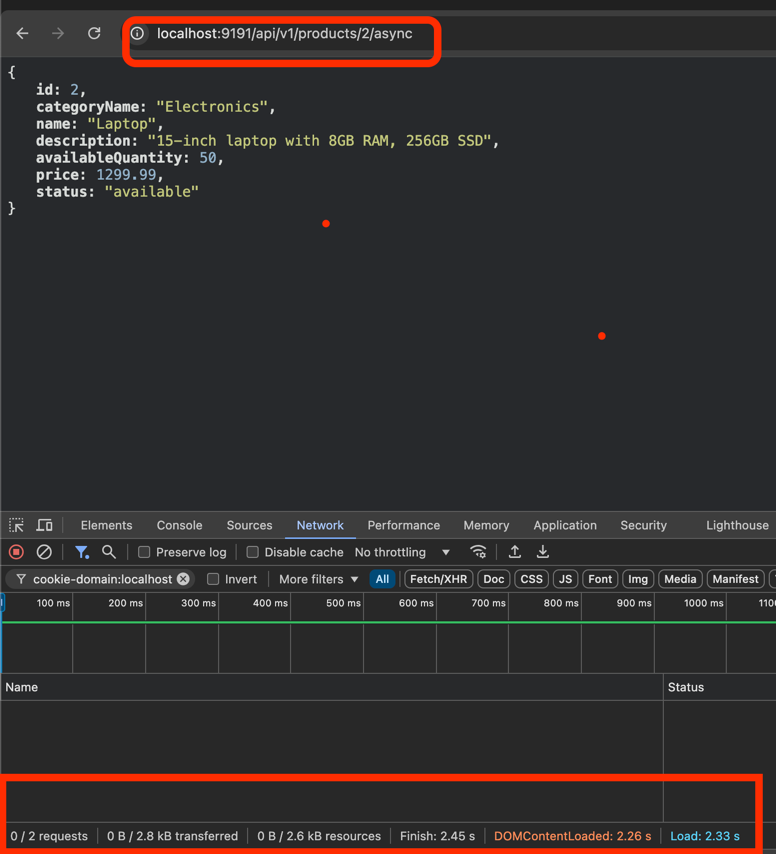 localhost:9191/api/v1/products/2/async
{
id: 2,
categoryName: "Electronics",
name: "Laptop",
description: "15-inch laptop with 8GB RAM, 256GB SSD",
availableQuantity: 50,
price: 1299.99,
status: "available"
}
Elements Console Sources Network Performance Memory Application Security Lighthouse
Preserve log Disable cache No throttling
cookie-domain:localhost Invert More filters All Fetch/XHR Doc CSS JS Font Img Media Manifest
100 ms 200 ms 300 ms 400 ms 500 ms 600 ms 700 ms 800 ms 900 ms 1000 ms
Name Status
0 / 2 requests 0 B / 2.8 kB transferred 0 B / 2.6 kB resources Finish: 2.45 s DOMContentLoaded: 2.26 s Load: 2.33 s